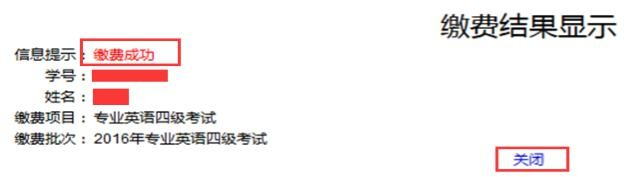 缴费结果显示
信息提示：缴费成功
学号：
姓名：
缴费项目：专业英语四级考试
缴费批次：2016年专业英语四级考试
关闭